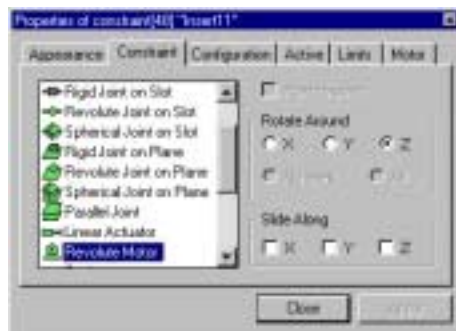 Properties of constraint[48] "Insert11"
Appearance Constraint Configuration Active Limits Motor
Rigid Joint on Slot
Revolute Joint on Slot
Spherical Joint on Slot
Rigid Joint on Plane
Revolute Joint on Plane
Spherical Joint on Plane
Parallel Joint
Linear Actuator
Revolute Motor
Rotate Around
X Y Z
Slide Along
X Y Z
Close Apply